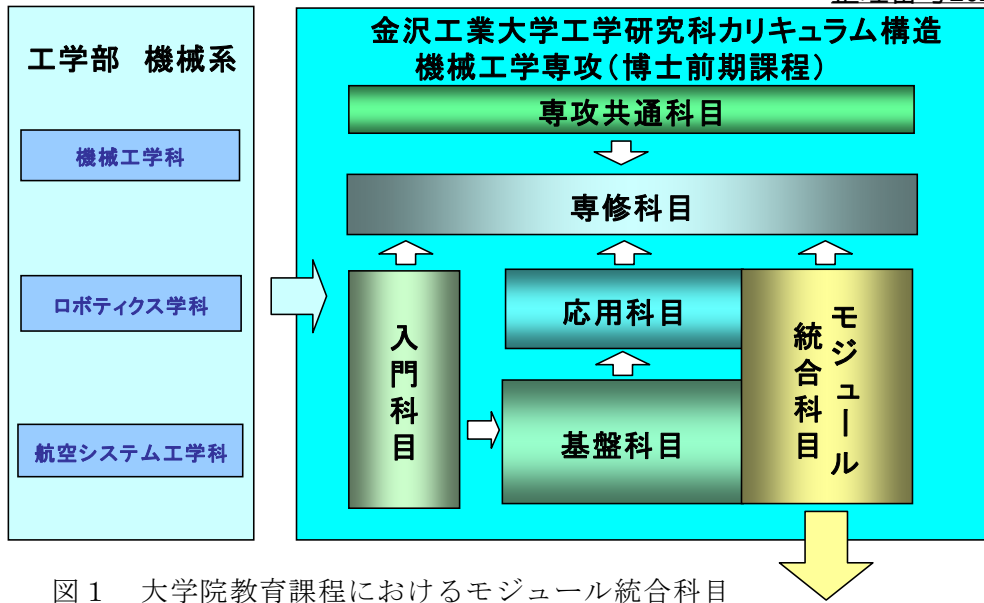 工学部 機械系
機械工学科
ロボティクス学科
航空システム工学科
金沢工業大学工学研究科カリキュラム構造
機械工学専攻(博士前期課程)
専攻共通科目
専修科目
入門科目
応用科目
基盤科目
モジュール
統合科目
図1 大学院教育課程におけるモジュール統合科目